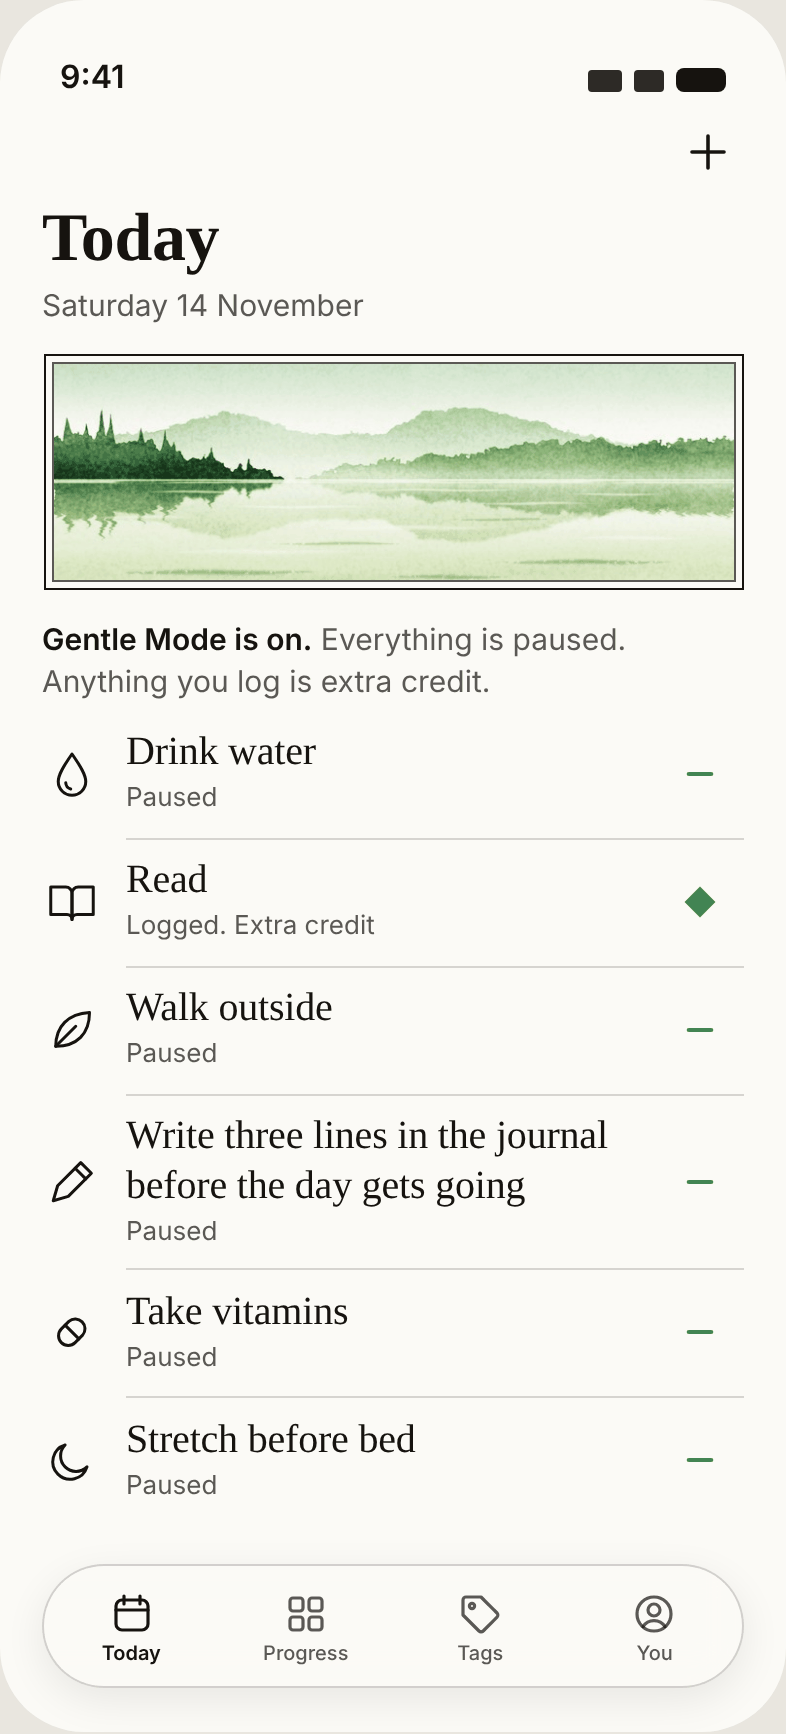 9:41
Today
Saturday 14 November
Gentle Mode is on. Everything is paused.
Anything you log is extra credit.
Drink water
Paused
Read
Logged. Extra credit
Walk outside
Paused
Write three lines in the journal
before the day gets going
Paused
Take vitamins
Paused
Stretch before bed
Paused
Today
Progress
Tags
You